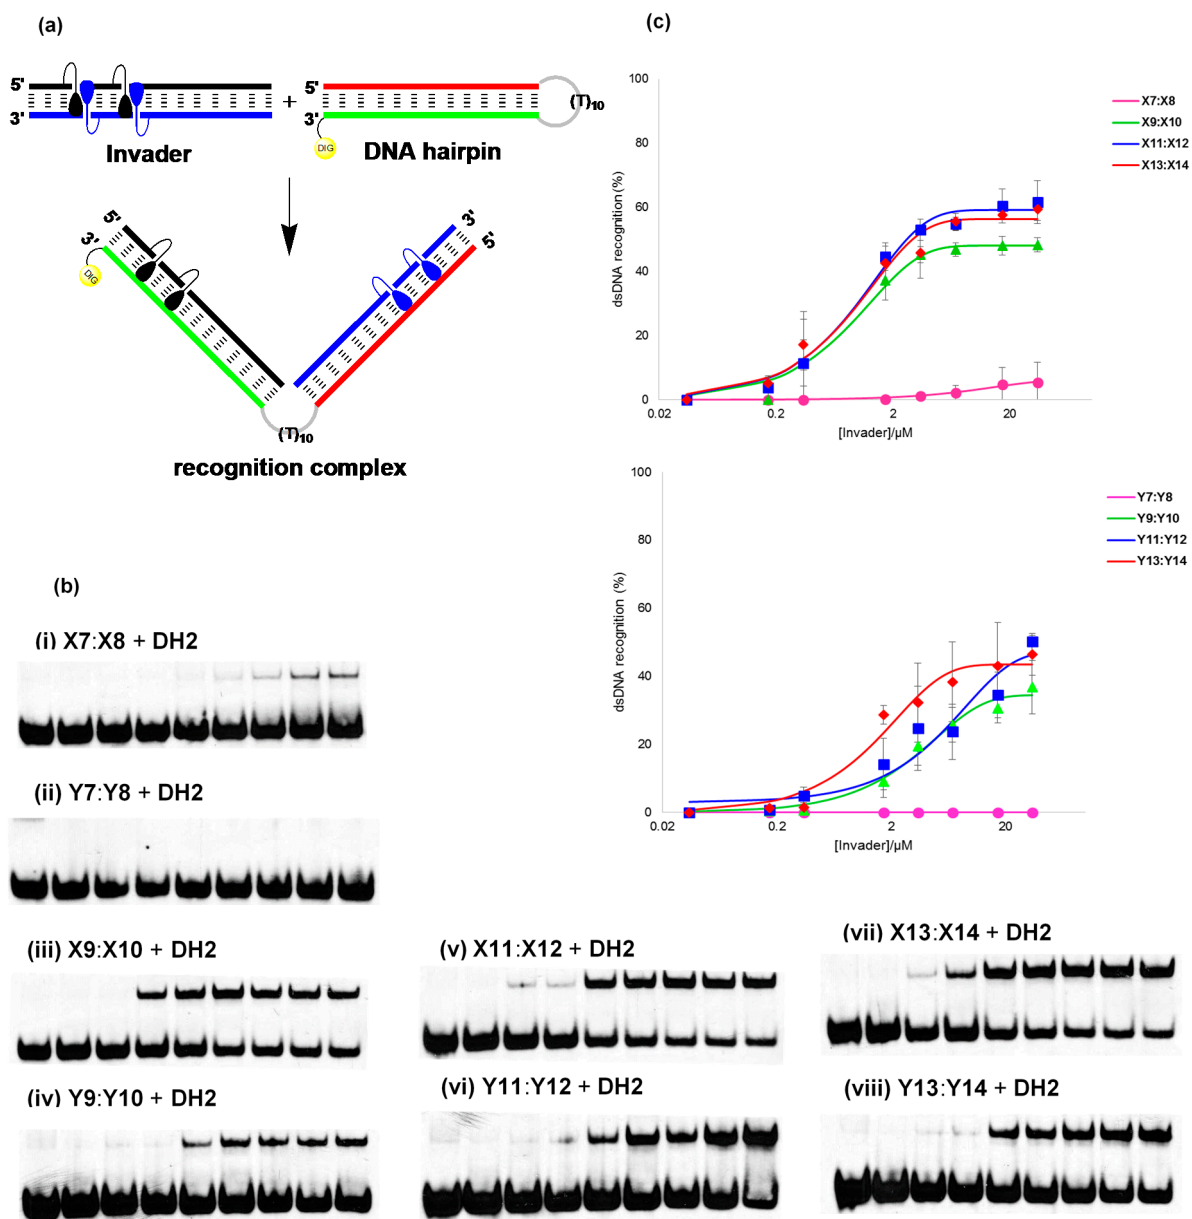 (a)
5'
3'
Invader
+
5'
3'
(T)10
DIG
DNA hairpin
5'
3'
DIG
3'
5'
(T)10
recognition complex
(b)
(i) X7:X8 + DH2
(ii) Y7:Y8 + DH2
(iii) X9:X10 + DH2
(iv) Y9:Y10 + DH2
(v) X11:X12 + DH2
(vi) Y11:Y12 + DH2
(vii) X13:X14 + DH2
(viii) Y13:Y14 + DH2
(c)
dsDNA recognition (%)
100
80
60
40
20
0
0.02
0.2
2
20
[Invader]/µM
X7:X8
X9:X10
X11:X12
X13:X14
dsDNA recognition (%)
100
80
60
40
20
0
0.02
0.2
2
20
[Invader]/µM
Y7:Y8
Y9:Y10
Y11:Y12
Y13:Y14